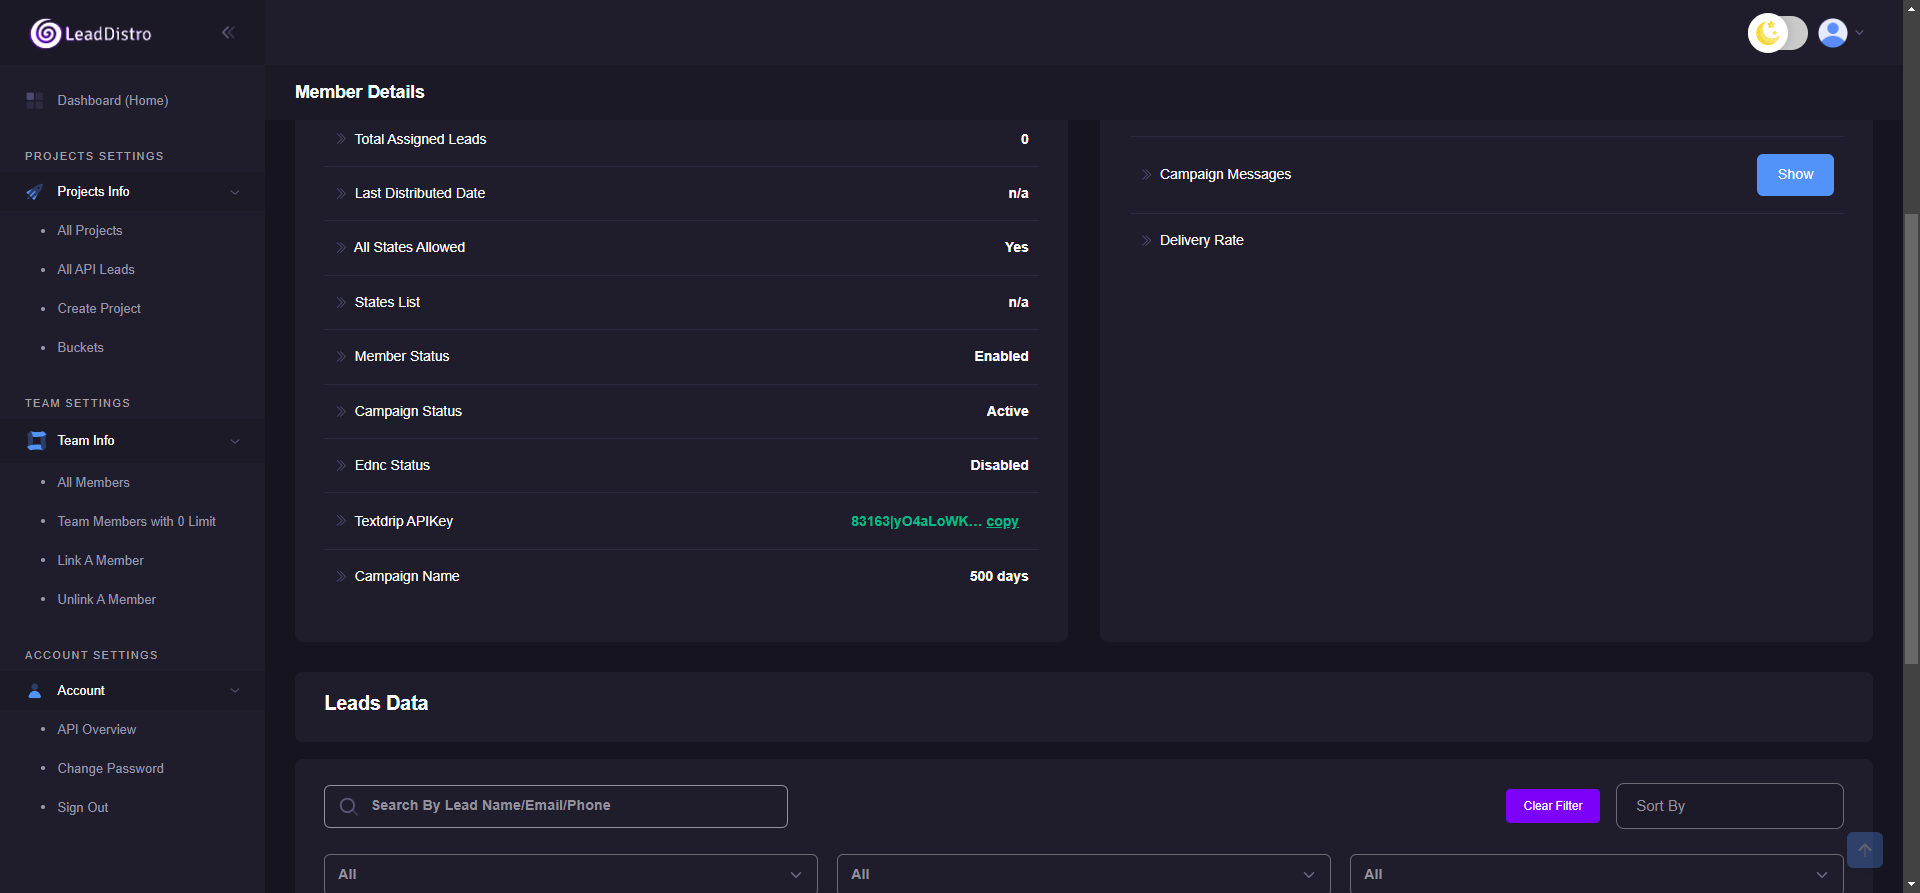 LeadDistro
Dashboard (Home)
PROJECTS SETTINGS
Projects Info
All Projects
All API Leads
Create Project
Buckets
TEAM SETTINGS
Team Info
All Members
Team Members with 0 Limit
Link A Member
Unlink A Member
ACCOUNT SETTINGS
Account
API Overview
Change Password
Sign Out
Member Details
Total Assigned Leads 0
Last Distributed Date n/a
All States Allowed Yes
States List n/a
Member Status Enabled
Campaign Status Active
Ednc Status Disabled
Textdrip APIKey 83163|yO4aLoWK... copy
Campaign Name 500 days
Campaign Messages Show
Delivery Rate
Leads Data
Search By Lead Name/Email/Phone Clear Filter Sort By
All All All